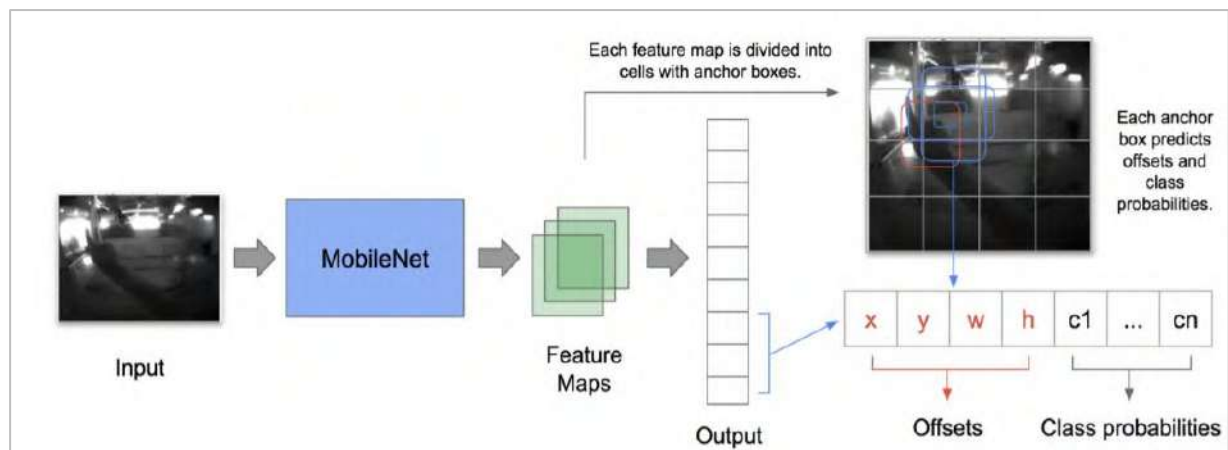 Each feature map is divided into
cells with anchor boxes.
Each anchor
box predicts
offsets and
class
probabilities.
MobileNet
Input
Feature
Maps
Output
x y w h c1 ... cn
Offsets
Class probabilities